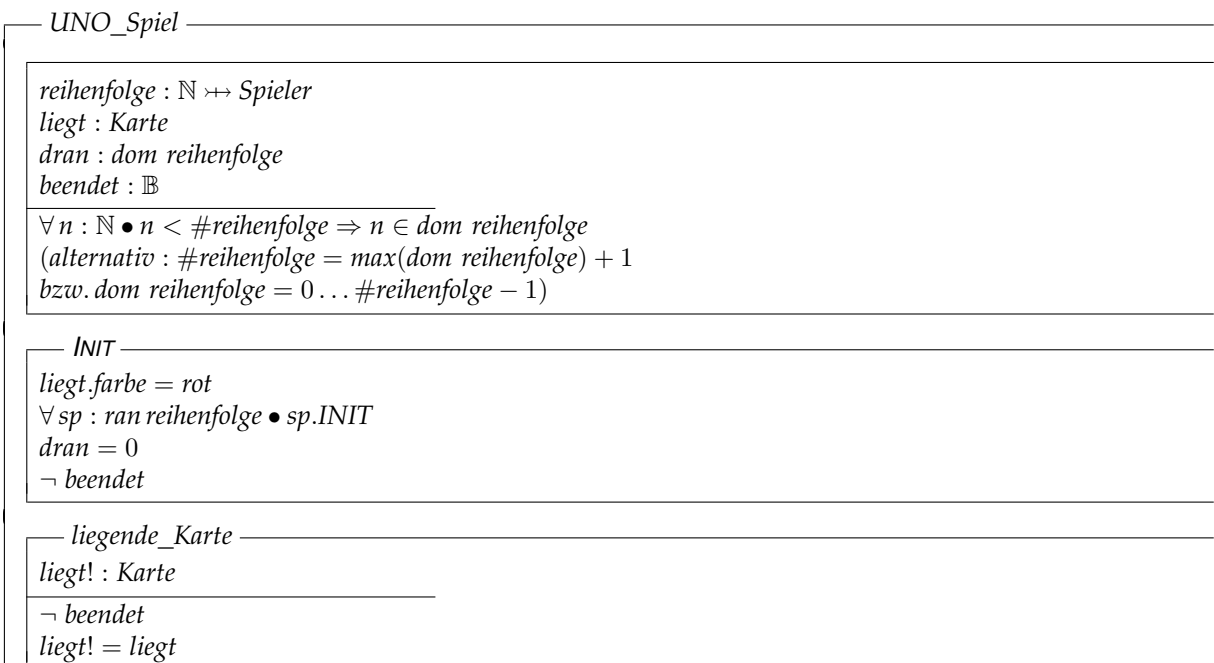 UNO_Spiel
reihenfolge : ℕ ⤖ Spieler
liegt : Karte
dran : dom reihenfolge
beendet : 𝔹
∀ n : ℕ • n < #reihenfolge ⇒ n ∈ dom reihenfolge
(alternativ : #reihenfolge = max(dom reihenfolge) + 1
bzw. dom reihenfolge = 0 … #reihenfolge − 1)
INIT
liegt.farbe = rot
∀ sp : ran reihenfolge • sp.INIT
dran = 0
¬ beendet
liegende_Karte
liegt! : Karte
¬ beendet
liegt! = liegt